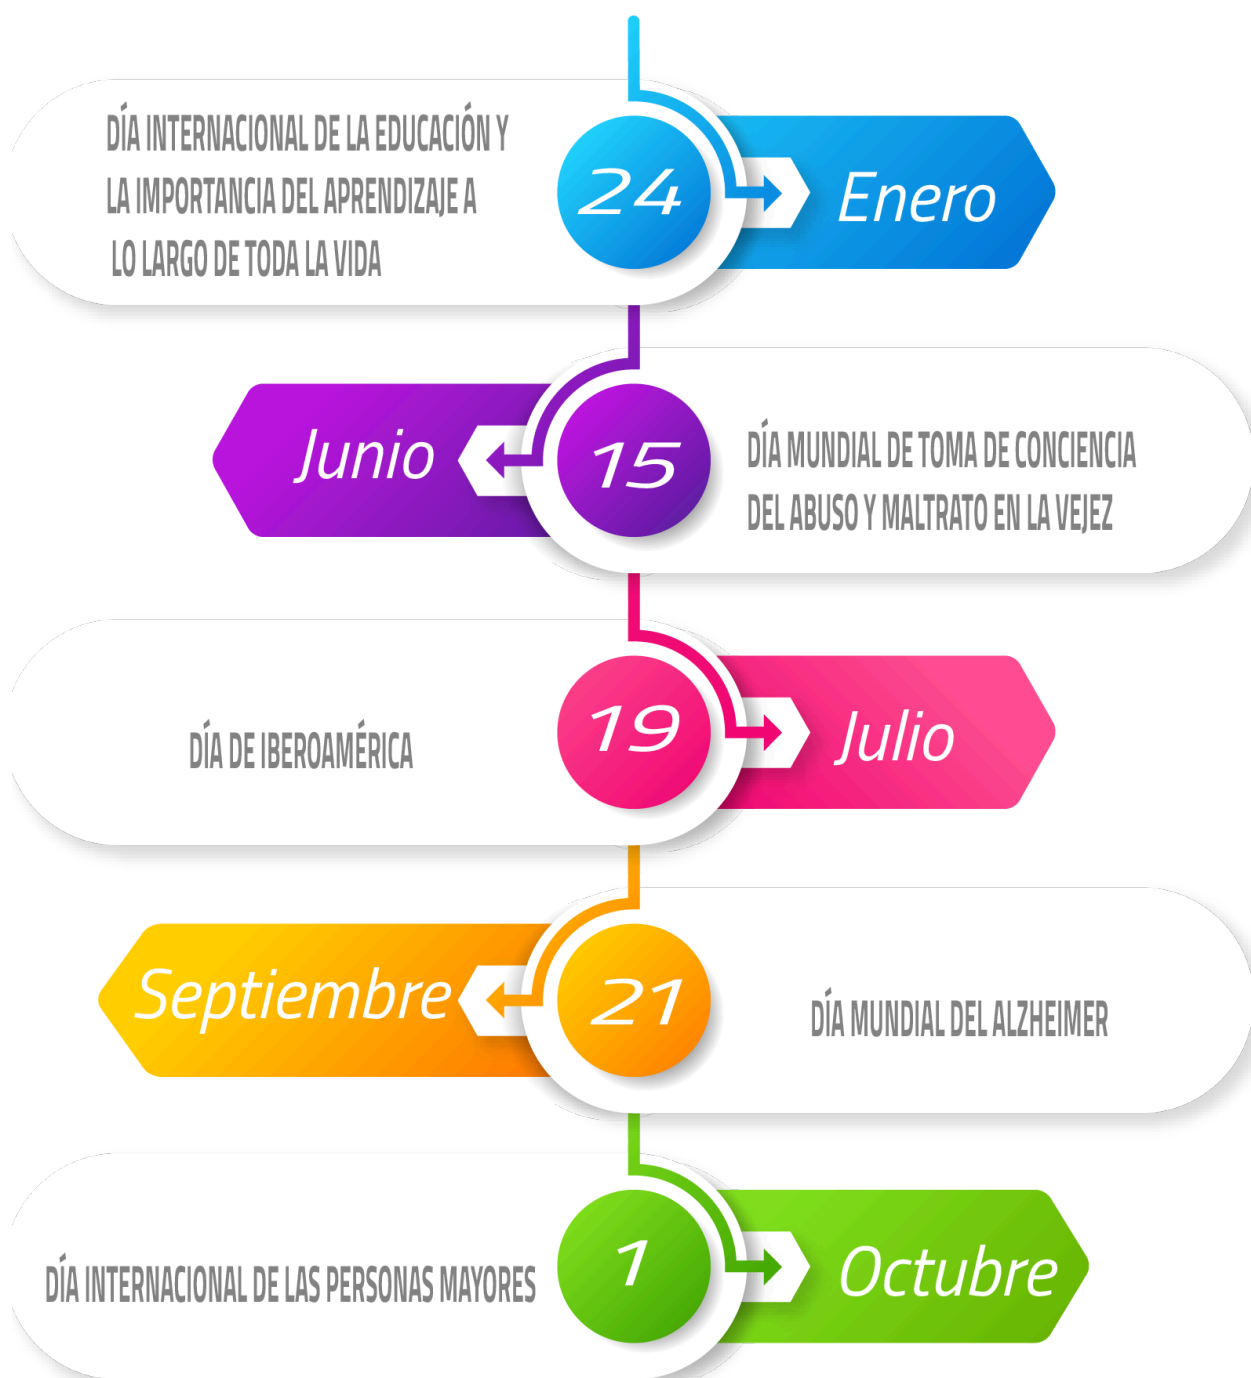 DÍA INTERNACIONAL DE LA EDUCACIÓN Y
LA IMPORTANCIA DEL APRENDIZAJE A
LO LARGO DE TODA LA VIDA
24
Enero
Junio
15
DÍA MUNDIAL DE TOMA DE CONCIENCIA
DEL ABUSO Y MALTRATO EN LA VEJEZ
DÍA DE IBEROAMÉRICA
19
Julio
Septiembre
21
DÍA MUNDIAL DEL ALZHEIMER
DÍA INTERNACIONAL DE LAS PERSONAS MAYORES
1
Octubre